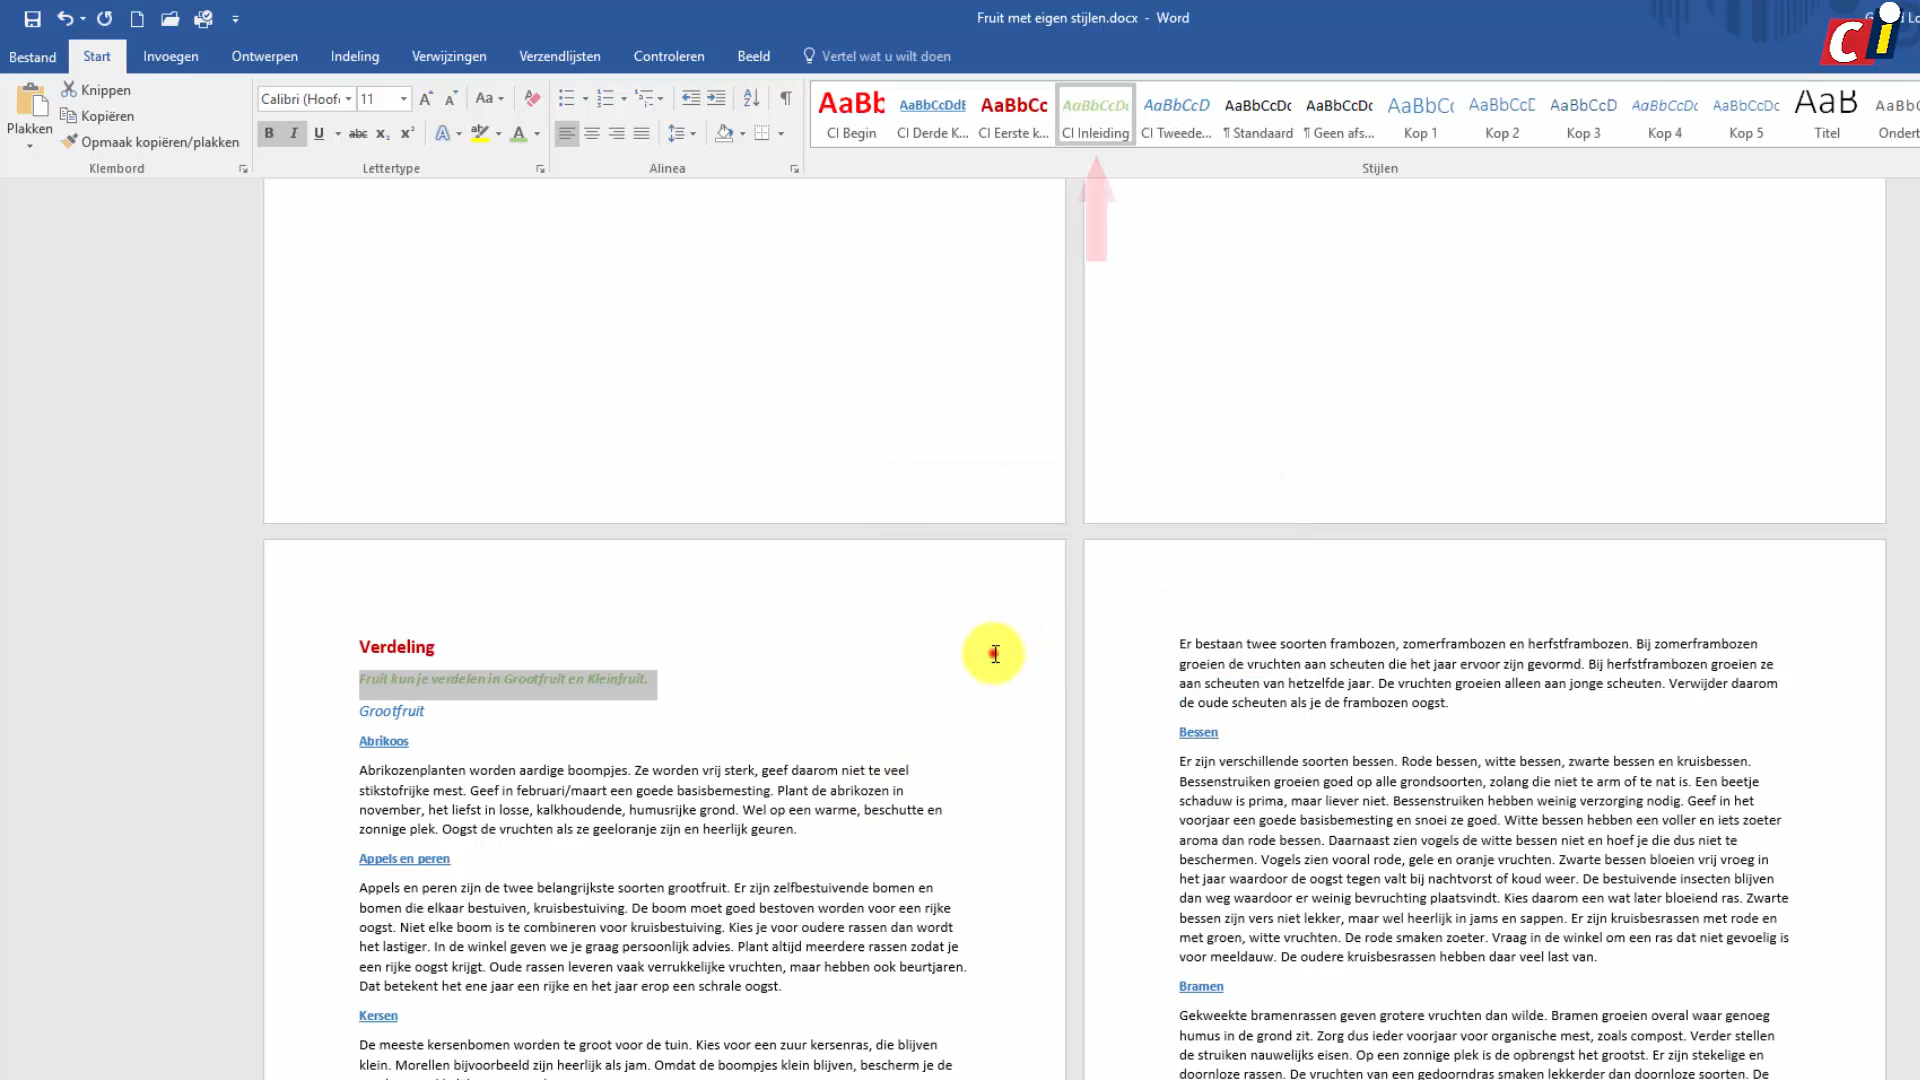 Fruit met eigen stijlen.docx - Word
Bestand Start Invoegen Ontwerpen Indeling Verwijzingen Verzendlijsten Controleren Beeld Vertel wat u wilt doen
Ci
Plakken
Knippen
Kopiëren
Opmaak kopiëren/plakken
Klembord
Calibri (Hoof 11
Aa
B I U abc x₂ x²
Lettertype
Alinea
AaBb AaBbCcDdE AaBbCc AaBbCcD AaBbCcD AaBbCcDc AaBbCcDc AaBbCc AaBbCcD AaBbCcD AaBbCcDc AaBbCcDc AaB AaBbC
CI Begin CI Derde K... CI Eerste k... CI Inleiding CI Tweede... ¶ Standaard ¶ Geen afs... Kop 1 Kop 2 Kop 3 Kop 4 Kop 5 Titel Ondert
Stijlen
Verdeling
Fruit kun je verdelen in Grootfruit en Kleinfruit.
Grootfruit
Abrikoos
Abrikozenplanten worden aardige boompjes. Ze worden vrij sterk, geef daarom niet te veel
stikstofrijke mest. Geef in februari/maart een goede basisbemesting. Plant de abrikozen in
november, het liefst in losse, kalkhoudende, humusrijke grond. Wel op een warme, beschutte en
zonnige plek. Oogst de vruchten als ze geeloranje zijn en heerlijk geuren.
Appels en peren
Appels en peren zijn de twee belangrijkste soorten grootfruit. Er zijn zelfbestuivende bomen en
bomen die elkaar bestuiven, kruisbestuiving. De boom moet goed bestoven worden voor een rijke
oogst. Niet elke boom is te combineren voor kruisbestuiving. Kies je voor oudere rassen dan wordt
het lastiger. In de winkel geven we je graag persoonlijk advies. Plant altijd meerdere rassen zodat je
een rijke oogst krijgt. Oude rassen leveren vaak verrukkelijke vruchten, maar hebben ook beurtjaren.
Dat betekent het ene jaar een rijke en het jaar erop een schrale oogst.
Kersen
De meeste kersenbomen worden te groot voor de tuin. Kies voor een zuur kersenras, die blijven
klein. Morellen bijvoorbeeld zijn heerlijk als jam. Omdat de boompjes klein blijven, bescherm je de
Er bestaan twee soorten frambozen, zomerframbozen en herfstframbozen. Bij zomerframbozen
groeien de vruchten aan scheuten die het jaar ervoor zijn gevormd. Bij herfstframbozen groeien ze
aan scheuten van hetzelfde jaar. De vruchten groeien alleen aan jonge scheuten. Verwijder daarom
de oude scheuten als je de frambozen oogst.
Bessen
Er zijn verschillende soorten bessen. Rode bessen, witte bessen, zwarte bessen en kruisbessen.
Bessenstruiken groeien goed op alle grondsoorten, zolang die niet te arm of te nat is. Een beetje
schaduw is prima, maar liever niet. Bessenstruiken hebben weinig verzorging nodig. Geef in het
voorjaar een goede basisbemesting en snoei ze goed. Witte bessen hebben een voller en iets zoeter
aroma dan rode bessen. Daarnaast zien vogels de witte bessen niet en hoef je die dus niet te
beschermen. Vogels zien vooral rode, gele en oranje vruchten. Zwarte bessen bloeien vrij vroeg in
het jaar waardoor de oogst tegen valt bij nachtvorst of koud weer. De bestuivende insecten blijven
dan weg waardoor er weinig bevruchting plaatsvindt. Kies daarom een wat later bloeiend ras. Zwarte
bessen zijn vers niet lekker, maar wel heerlijk in jams en sappen. Er zijn kruisbesrassen met rode en
met groen, witte vruchten. De rode smaken zoeter. Vraag in de winkel om een ras dat niet gevoelig is
voor meeldauw. De oudere kruisbesrassen hebben daar veel last van.
Bramen
Gekweekte bramenrassen geven grotere vruchten dan wilde. Bramen groeien overal waar genoeg
humus in de grond zit. Zorg dus ieder voorjaar voor organische mest, zoals compost. Verder stellen
de struiken nauwelijks eisen. Op een zonnige plek is de opbrengst het grootst. Er zijn stekelige en
doornloze rassen. De vruchten van een gedoorndras smaken lekkerder dan doornloze soorten. De